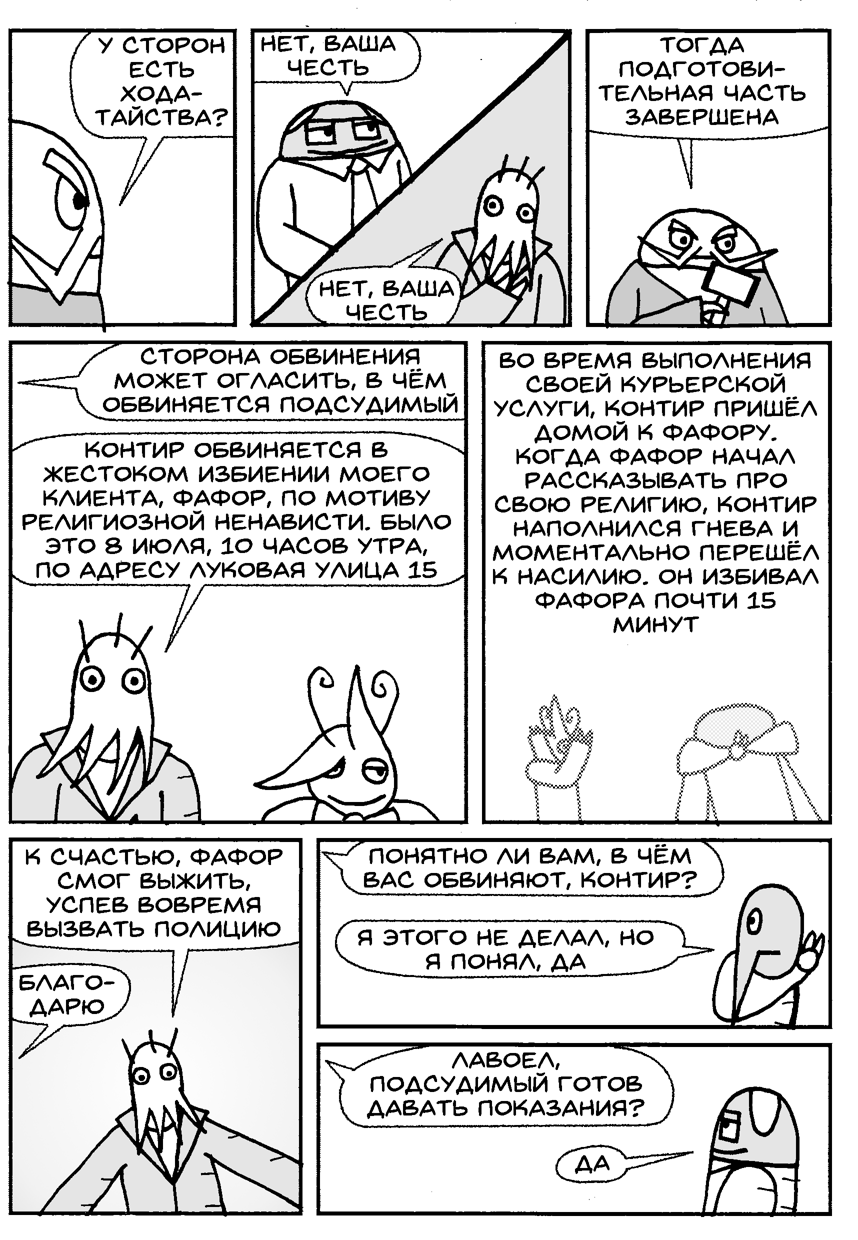 У СТОРОН
ЕСТЬ
ХОДА-
ТАЙСТВА?
НЕТ, ВАША
ЧЕСТЬ
НЕТ, ВАША
ЧЕСТЬ
ТОГДА
ПОДГОТОВИ-
ТЕЛЬНАЯ ЧАСТЬ
ЗАВЕРШЕНА
СТОРОНА ОБВИНЕНИЯ
МОЖЕТ ОГЛАСИТЬ, В ЧЁМ
ОБВИНЯЕТСЯ ПОДСУДИМЫЙ
КОНТИР ОБВИНЯЕТСЯ В
ЖЕСТОКОМ ИЗБИЕНИИ МОЕГО
КЛИЕНТА, ФАФОР, ПО МОТИВУ
РЕЛИГИОЗНОЙ НЕНАВИСТИ. БЫЛО
ЭТО 8 ИЮЛЯ, 10 ЧАСОВ УТРА,
ПО АДРЕСУ ЛУКОВАЯ УЛИЦА 15
ВО ВРЕМЯ ВЫПОЛНЕНИЯ
СВОЕЙ КУРЬЕРСКОЙ
УСЛУГИ, КОНТИР ПРИШЁЛ
ДОМОЙ К ФАФОРУ.
КОГДА ФАФОР НАЧАЛ
РАССКАЗЫВАТЬ ПРО
СВОЮ РЕЛИГИЮ, КОНТИР
НАПОЛНИЛСЯ ГНЕВА И
МОМЕНТАЛЬНО ПЕРЕШЁЛ
К НАСИЛИЮ. ОН ИЗБИВАЛ
ФАФОРА ПОЧТИ 15
МИНУТ
К СЧАСТЬЮ, ФАФОР
СМОГ ВЫЖИТЬ,
УСПЕВ ВОВРЕМЯ
ВЫЗВАТЬ ПОЛИЦИЮ
БЛАГО-
ДАРЮ
ПОНЯТНО ЛИ ВАМ, В ЧЁМ
ВАС ОБВИНЯЮТ, КОНТИР?
Я ЭТОГО НЕ ДЕЛАЛ, НО
Я ПОНЯЛ, ДА
ЛАВОЕЛ,
ПОДСУДИМЫЙ ГОТОВ
ДАВАТЬ ПОКАЗАНИЯ?
ДА